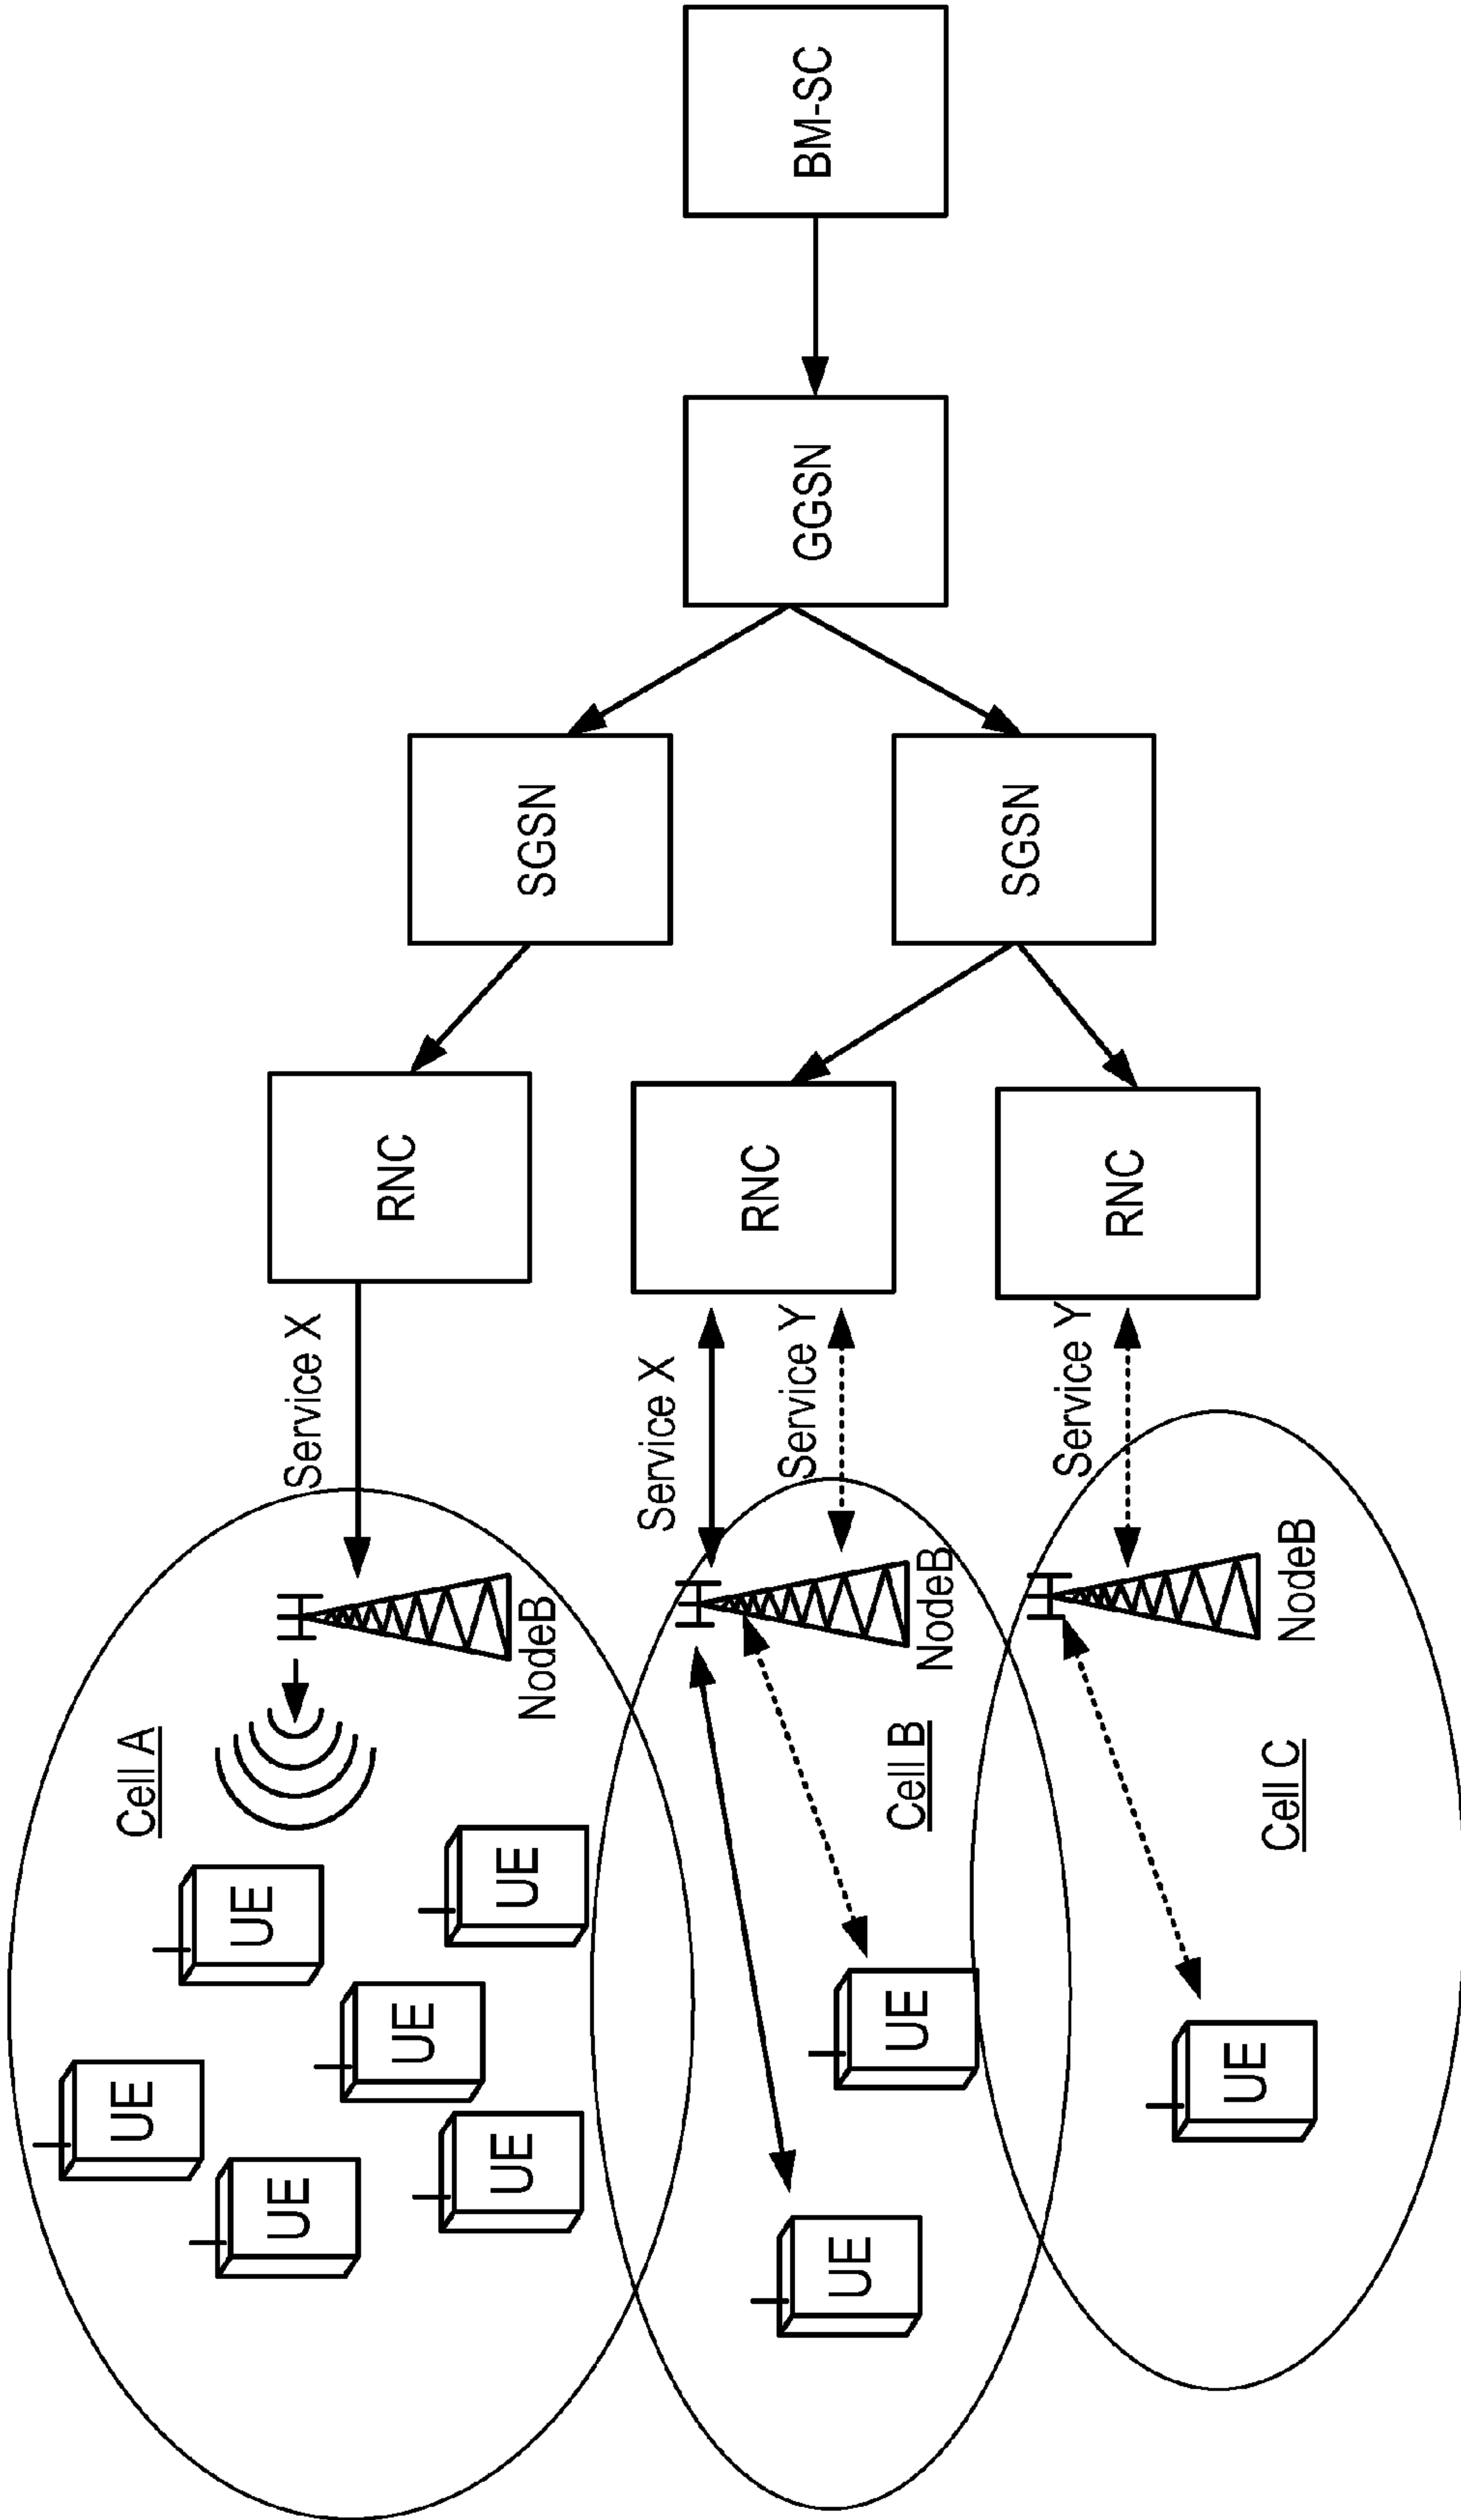 BM-SC
GGSN
SGSN
SGSN
RNC
RNC
RNC
Service X
Service X
Service Y
Service Y
NodeB
NodeB
NodeB
Cell A
Cell B
Cell C
UE
UE
UE
UE
UE
UE
UE
UE
UE